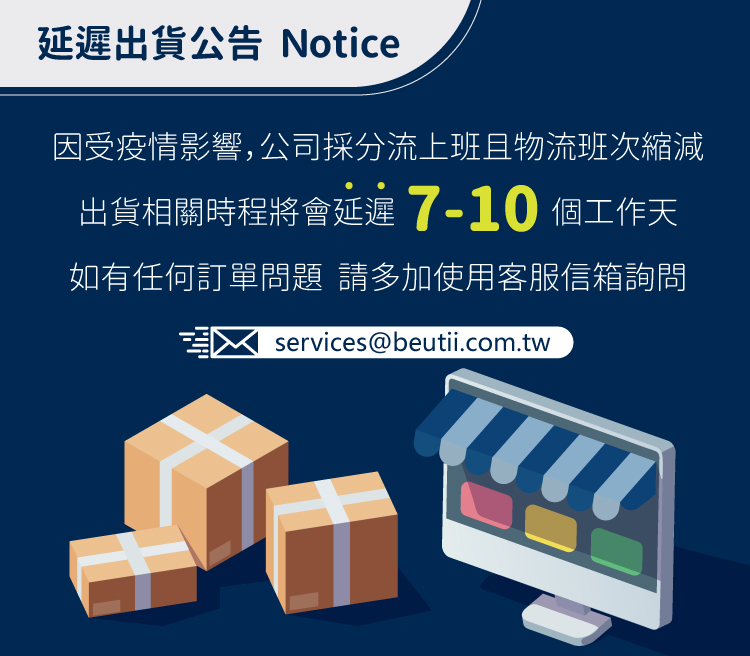 延遲出貨公告 Notice
因受疫情影響,公司採分流上班且物流班次縮減
出貨相關時程將會延遲 7-10 個工作天
如有任何訂單問題 請多加使用客服信箱詢問
services@beutii.com.tw